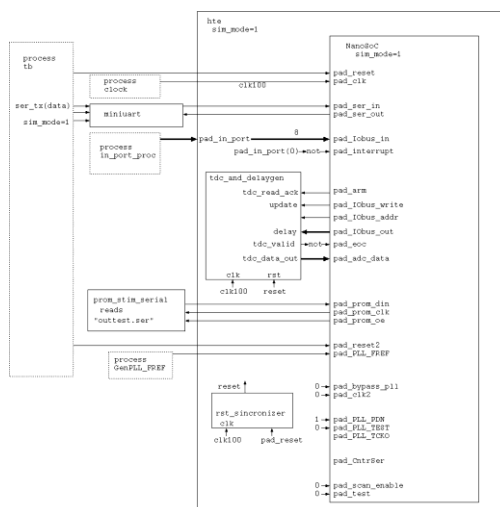 hte
sim_mode=1
NanoSoC
sim_mode=1
process
tb
process
clock
clk100
pad_reset
pad_clk
ser_tx(data)
sim_mode=1
miniuart
pad_ser_in
pad_ser_out
process
in_port_proc
pad_in_port
8
pad_Iobus_in
pad_in_port(0)
not
pad_interrupt
tdc_and_delaygen
tdc_read_ack
update
delay
tdc_valid
not
tdc_data_out
clk
rst
clk100
reset
pad_arm
pad_IObus_write
pad_IObus_addr
pad_IObus_out
pad_eoc
pad_adc_data
prom_stim_serial
reads
"outtest.ser"
pad_prom_din
pad_prom_clk
pad_prom_oe
pad_reset2
pad_PLL_FREF
process
GenPLL_FREF
reset
rst_sincronizer
clk
clk100
pad_reset
0
pad_bypass_pll
0
pad_clk2
1
pad_PLL_PDN
0
pad_PLL_TEST
pad_PLL_TCKO
pad_CntrSer
0
pad_scan_enable
0
pad_test